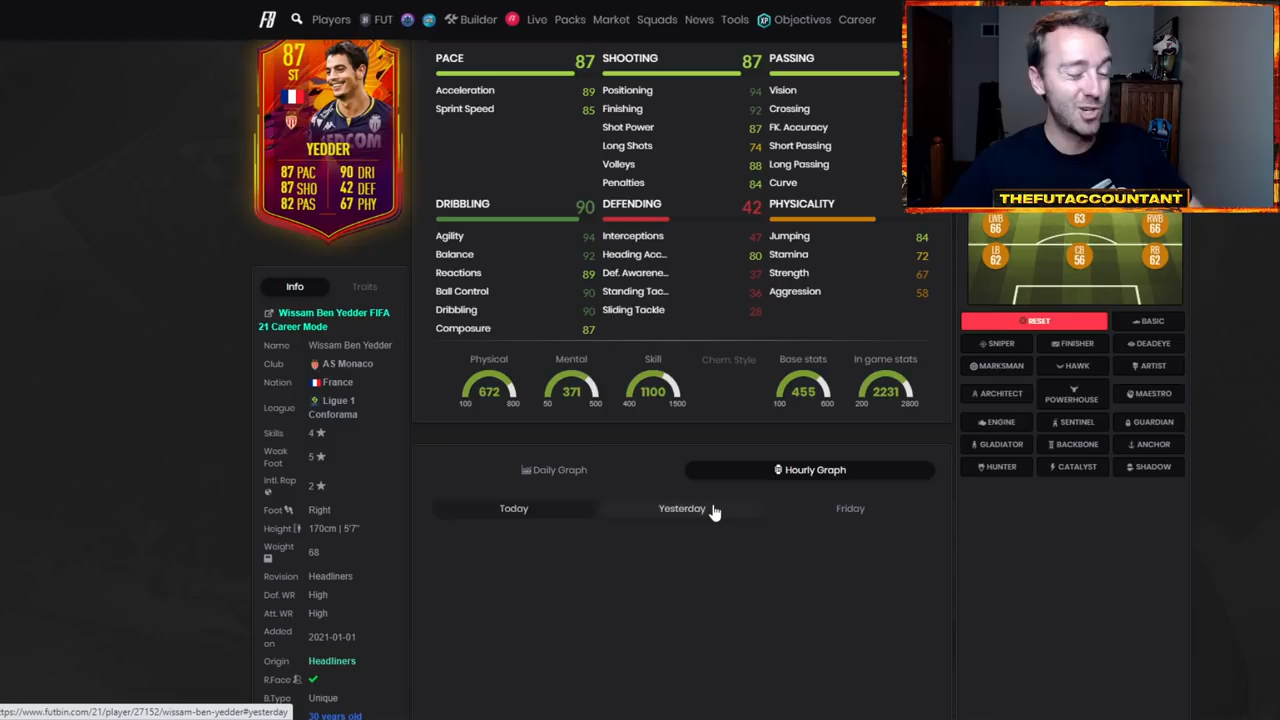 Players FUT Builder Live Packs Market Squads News Tools XP Objectives Career
87
ST
YEDDER
87 PAC 90 DRI
87 SHO 42 DEF
82 PAS 67 PHY
PACE 87
Acceleration 89
Sprint Speed 85
SHOOTING 87
Positioning 94
Finishing 92
Shot Power 87
Long Shots 74
Volleys 88
Penalties 84
PASSING
Vision
Crossing
FK. Accuracy
Short Passing
Long Passing
Curve
DRIBBLING 90
Agility 94
Balance 92
Reactions 89
Ball Control 90
Dribbling 90
Composure 87
DEFENDING 42
Interceptions 47
Heading Acc... 80
Def. Awarene... 37
Standing Tac... 36
Sliding Tackle 28
PHYSICALITY
Jumping 84
Stamina 72
Strength 67
Aggression 58
Physical
672
100 800
Mental
371
50 500
Skill
1100
400 1500
Chem. Style
Base stats
455
100 600
In game stats
2231
200 2800
THEFUTACCOUNTANT
LWB
66
63
RWB
66
LB
62
CB
56
RB
62
RESET BASIC
SNIPER FINISHER DEADEYE
MARKSMAN HAWK ARTIST
ARCHITECT POWERHOUSE MAESTRO
ENGINE SENTINEL GUARDIAN
GLADIATOR BACKBONE ANCHOR
HUNTER CATALYST SHADOW
Info Traits
Wissam Ben Yedder FIFA
21 Career Mode
Name Wissam Ben Yedder
Club AS Monaco
Nation France
League Ligue 1
Conforama
Skills 4★
Weak
Foot 5★
Intl. Rep 2★
Foot Right
Height 170cm | 5'7"
Weight 68
Revision Headliners
Def. WR High
Att. WR High
Added
on 2021-01-01
Origin Headliners
R.Face
B.Type Unique
30 years old
Daily Graph Hourly Graph
Today Yesterday Friday
ttps://www.futbin.com/21/player/27152/wissam-ben-yedder#yesterday